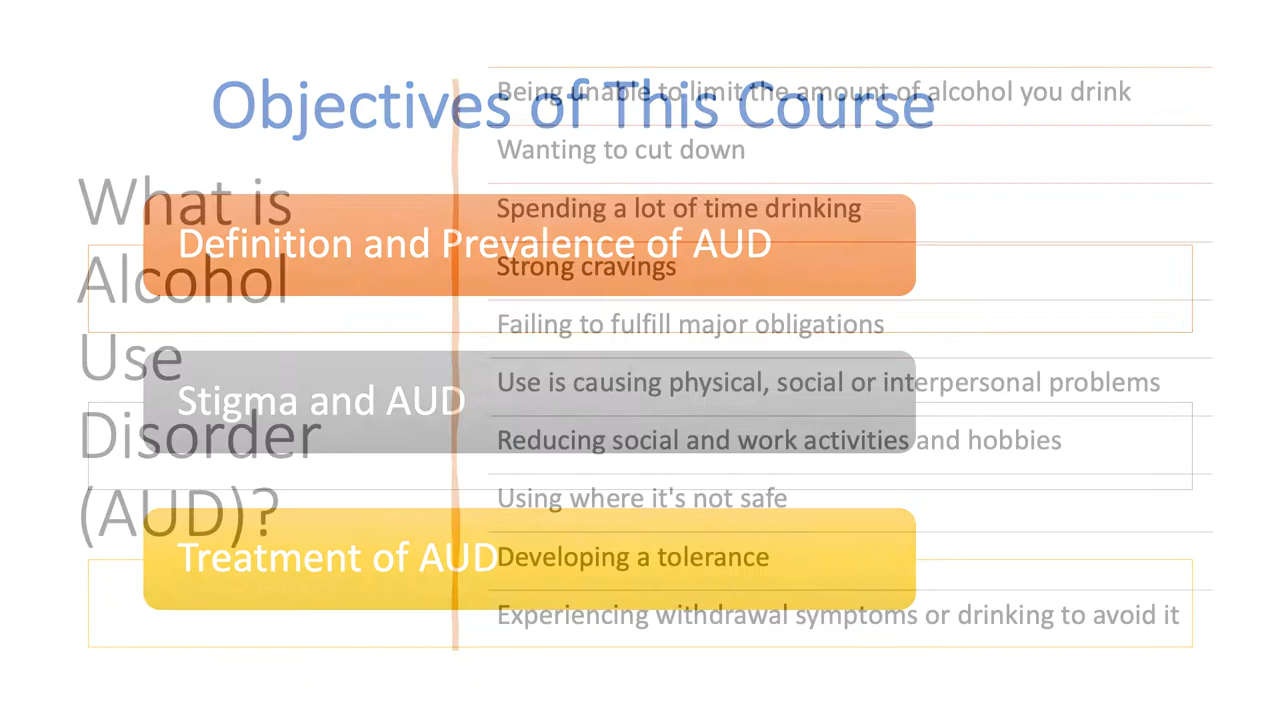 Objectives of This Course
Definition and Prevalence of AUD
Stigma and AUD
Treatment of AUD
What is
Alcohol
Use
Disorder
(AUD)?
Being unable to limit the amount of alcohol you drink
Wanting to cut down
Spending a lot of time drinking
Strong cravings
Failing to fulfill major obligations
Use is causing physical, social or interpersonal problems
Reducing social and work activities and hobbies
Using where it's not safe
Developing a tolerance
Experiencing withdrawal symptoms or drinking to avoid it